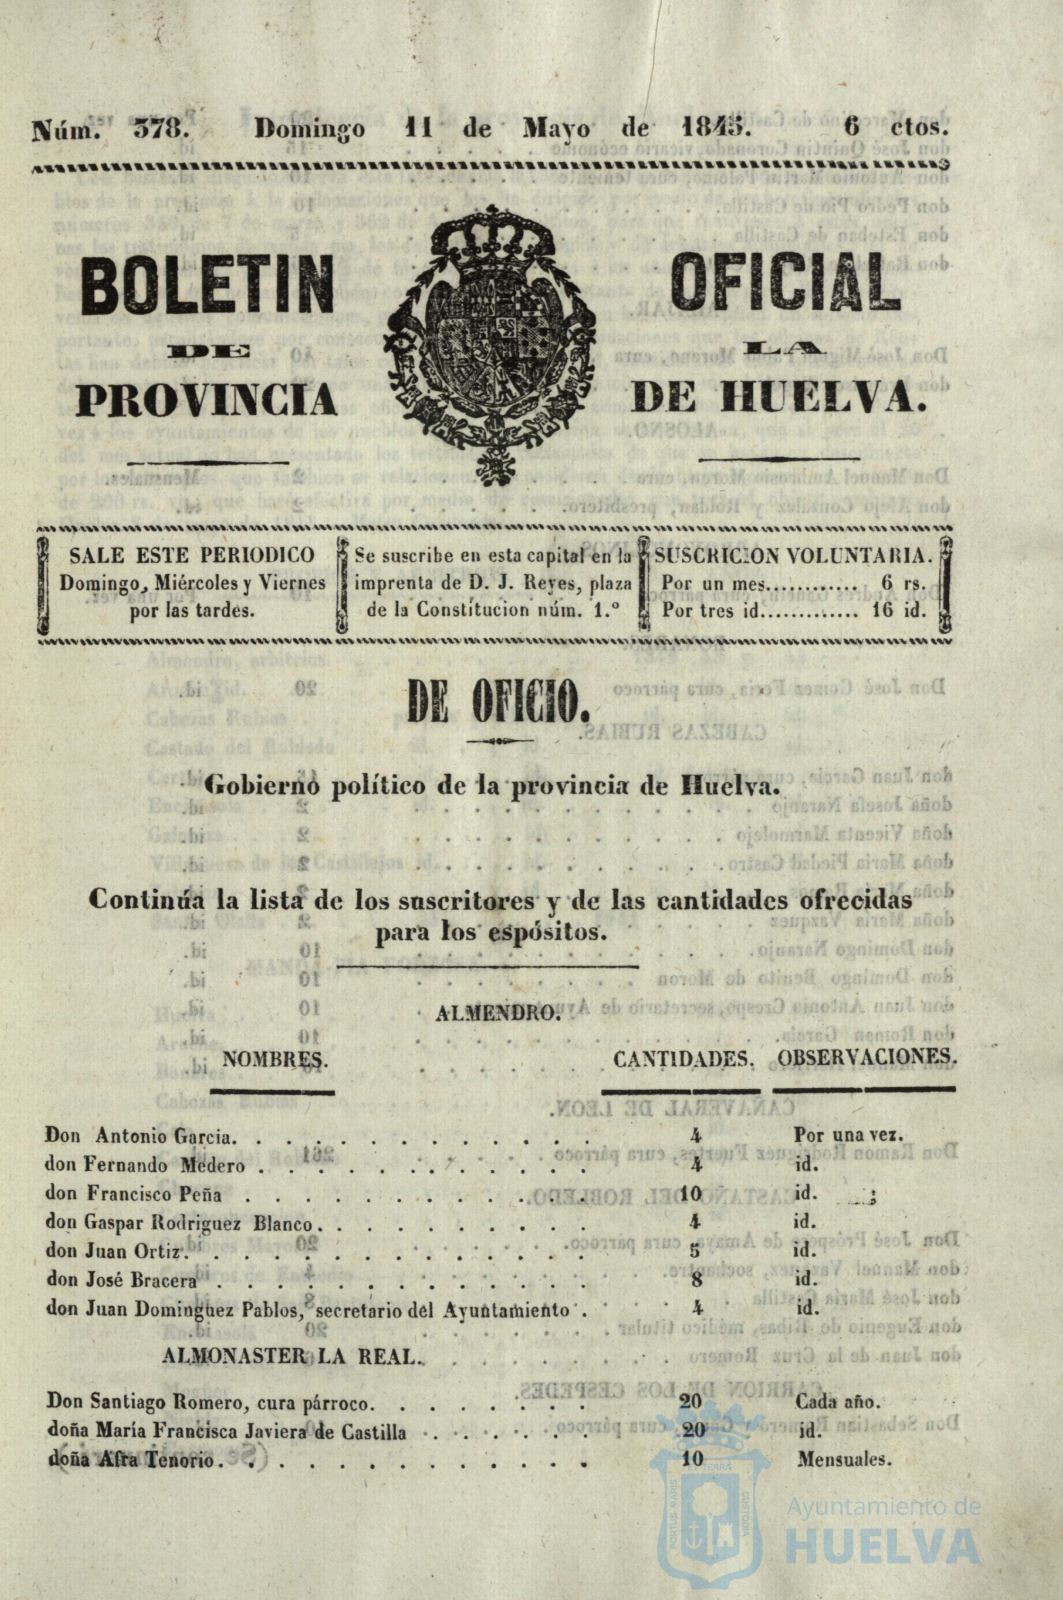 Núm. 378. Domingo 11 de Mayo de 1845. 6 ctos.
BOLETIN OFICIAL
DE LA
PROVINCIA DE HUELVA.
SALE ESTE PERIODICO
Domingo, Miércoles y Viernes
por las tardes.
Se suscribe en esta capital en la
imprenta de D. J. Reyes, plaza
de la Constitucion núm. 1.º
SUSCRICION VOLUNTARIA.
Por un mes............ 6 rs.
Por tres id............. 16 id.
DE OFICIO.
Gobierno político de la provincia de Huelva.
Continúa la lista de los suscritores y de las cantidades ofrecidas
para los espósitos.
ALMENDRO.
NOMBRES. CANTIDADES. OBSERVACIONES.
Don Antonio Garcia. . . . . . . . . . . . . 4 Por una vez.
don Fernando Medero . . . . . . . . . . . . 4 id.
don Francisco Peña . . . . . . . . . . . . 10 id.
don Gaspar Rodriguez Blanco. . . . . . . . . . 4 id.
don Juan Ortiz. . . . . . . . . . . . . . . 5 id.
don José Bracera . . . . . . . . . . . . . 8 id.
don Juan Dominguez Pablos, secretario del Ayuntamiento . 4 id.
ALMONASTER LA REAL.
Don Santiago Romero, cura párroco. . . . . . . . 20 Cada año.
doña María Francisca Javiera de Castilla . . . . . . 20 id.
doña Afra Tenorio. . . . . . . . . . . . . . 10 Mensuales.
PORTUS MARIS
ET TERRÆ
CUSTODIA
Ayuntamiento de
HUELVA